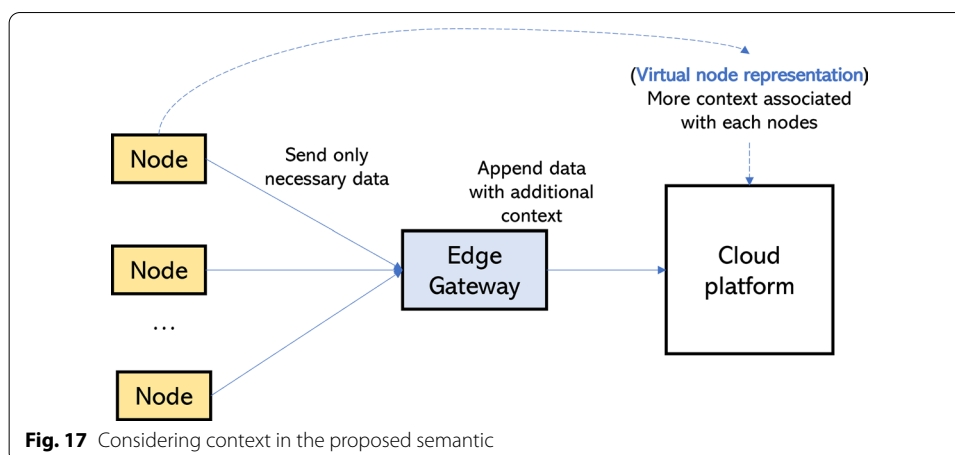 (Virtual node representation)
More context associated
with each nodes
Node
Send only
necessary data
Append data
with additional
context
Node
Edge
Gateway
Cloud
platform
...
Node
Fig. 17 Considering context in the proposed semantic